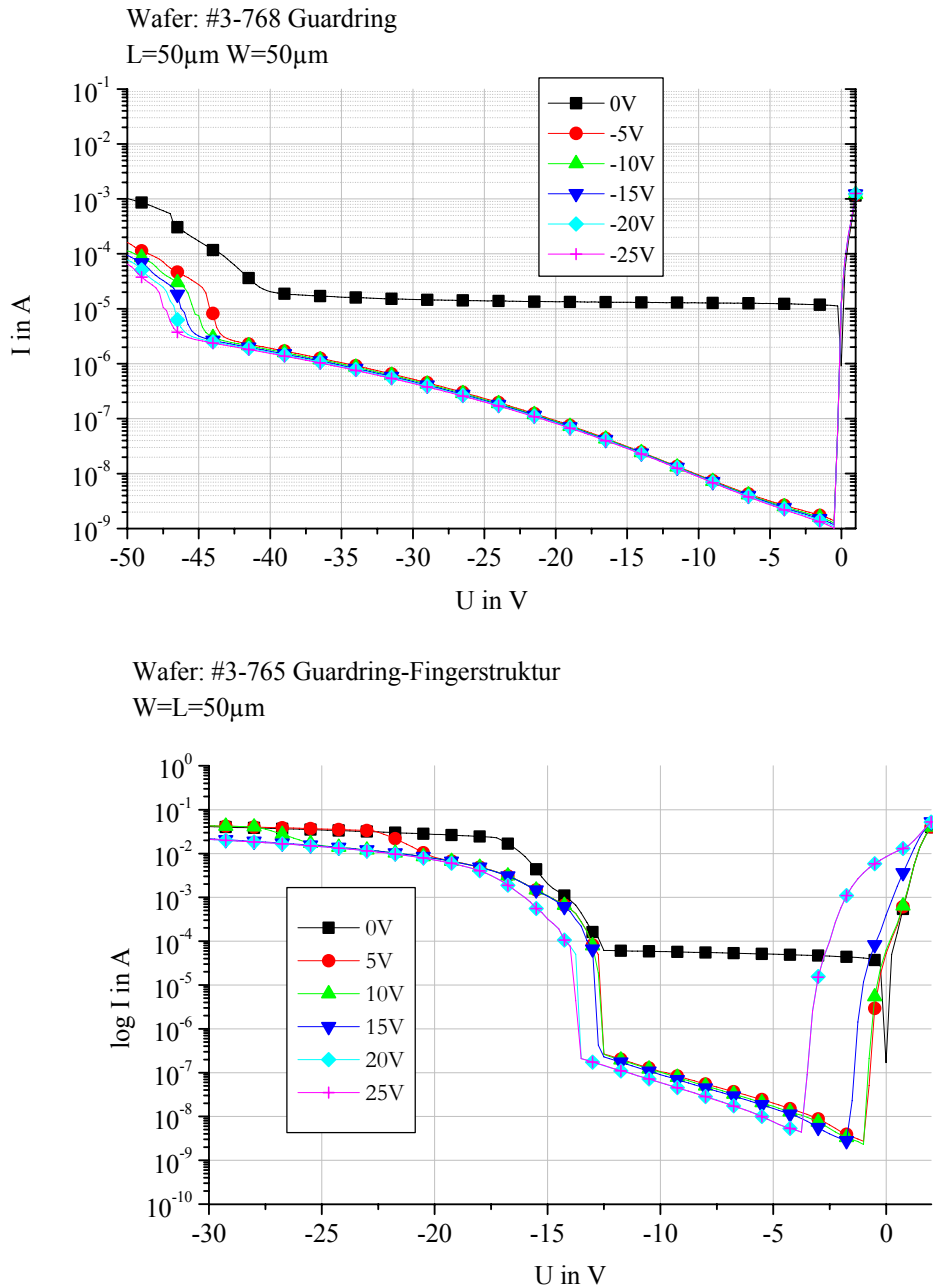 Wafer: #3-768 Guardring
L=50µm W=50µm
10^-1
10^-2
10^-3
10^-4
10^-5
10^-6
10^-7
10^-8
10^-9
I in A
0V
-5V
-10V
-15V
-20V
-25V
-50 -45 -40 -35 -30 -25 -20 -15 -10 -5 0
U in V
Wafer: #3-765 Guardring-Fingerstruktur
W=L=50µm
10^0
10^-1
10^-2
10^-3
10^-4
10^-5
10^-6
10^-7
10^-8
10^-9
10^-10
log I in A
0V
5V
10V
15V
20V
25V
-30 -25 -20 -15 -10 -5 0
U in V